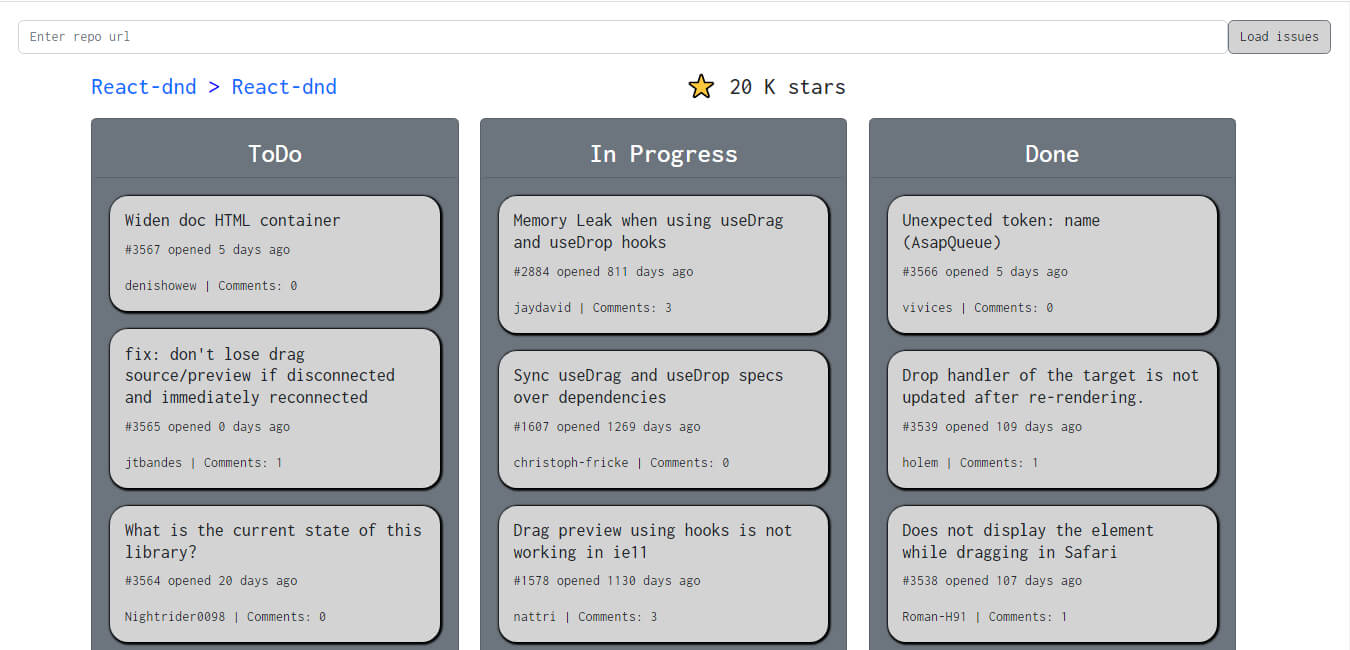 Enter repo url
Load issues
React-dnd > React-dnd
20 K stars
ToDo
Widen doc HTML container
#3567 opened 5 days ago
denishowew | Comments: 0
fix: don't lose drag
source/preview if disconnected
and immediately reconnected
#3565 opened 0 days ago
jtbandes | Comments: 1
What is the current state of this
library?
#3564 opened 20 days ago
Nightrider0098 | Comments: 0
In Progress
Memory Leak when using useDrag
and useDrop hooks
#2884 opened 811 days ago
jaydavid | Comments: 3
Sync useDrag and useDrop specs
over dependencies
#1607 opened 1269 days ago
christoph-fricke | Comments: 0
Drag preview using hooks is not
working in ie11
#1578 opened 1130 days ago
nattri | Comments: 3
Done
Unexpected token: name
(AsapQueue)
#3566 opened 5 days ago
vivices | Comments: 0
Drop handler of the target is not
updated after re-rendering.
#3539 opened 109 days ago
holem | Comments: 1
Does not display the element
while dragging in Safari
#3538 opened 107 days ago
Roman-H91 | Comments: 1